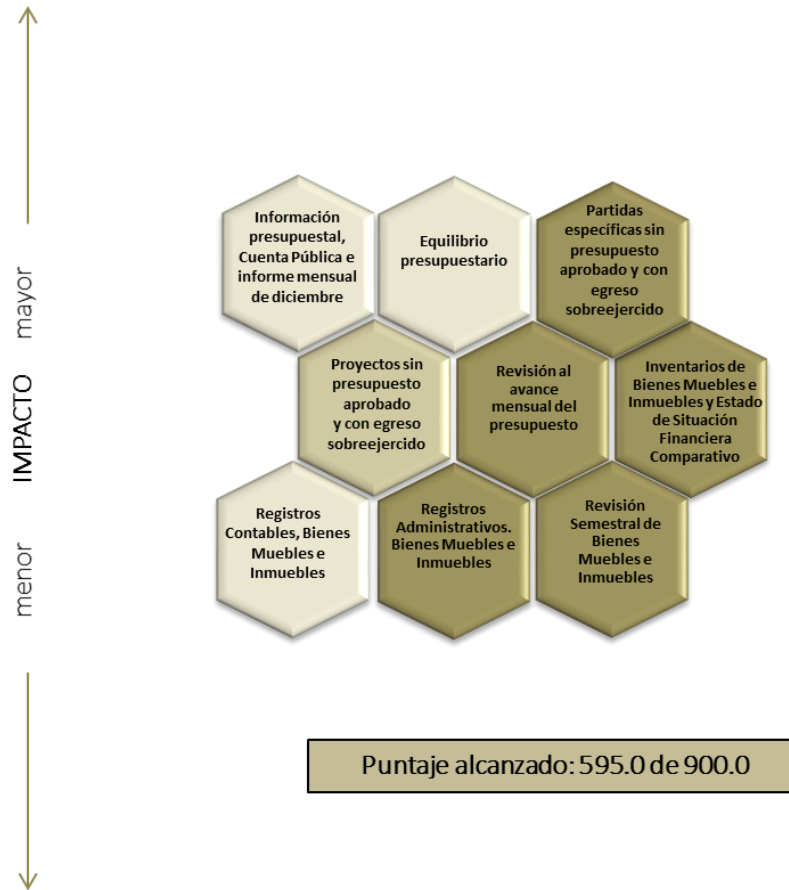 Información
presupuestal,
Cuenta Pública e
informe mensual
de diciembre
Equilibrio
presupuestario
Partidas
específicas sin
presupuesto
aprobado y con
egreso
sobreejercido
mayor
Proyectos sin
presupuesto
aprobado
y con egreso
sobreejercido
Revisión al
avance
mensual del
presupuesto
Inventarios de
Bienes Muebles e
Inmuebles y Estado
de Situación
Financiera
Comparativo
IMPACTO
Registros
Contables, Bienes
Muebles e
Inmuebles
Registros
Administrativos.
Bienes Muebles e
Inmuebles
Revisión
Semestral de
Bienes
Muebles e
Inmuebles
menor
Puntaje alcanzado: 595.0 de 900.0